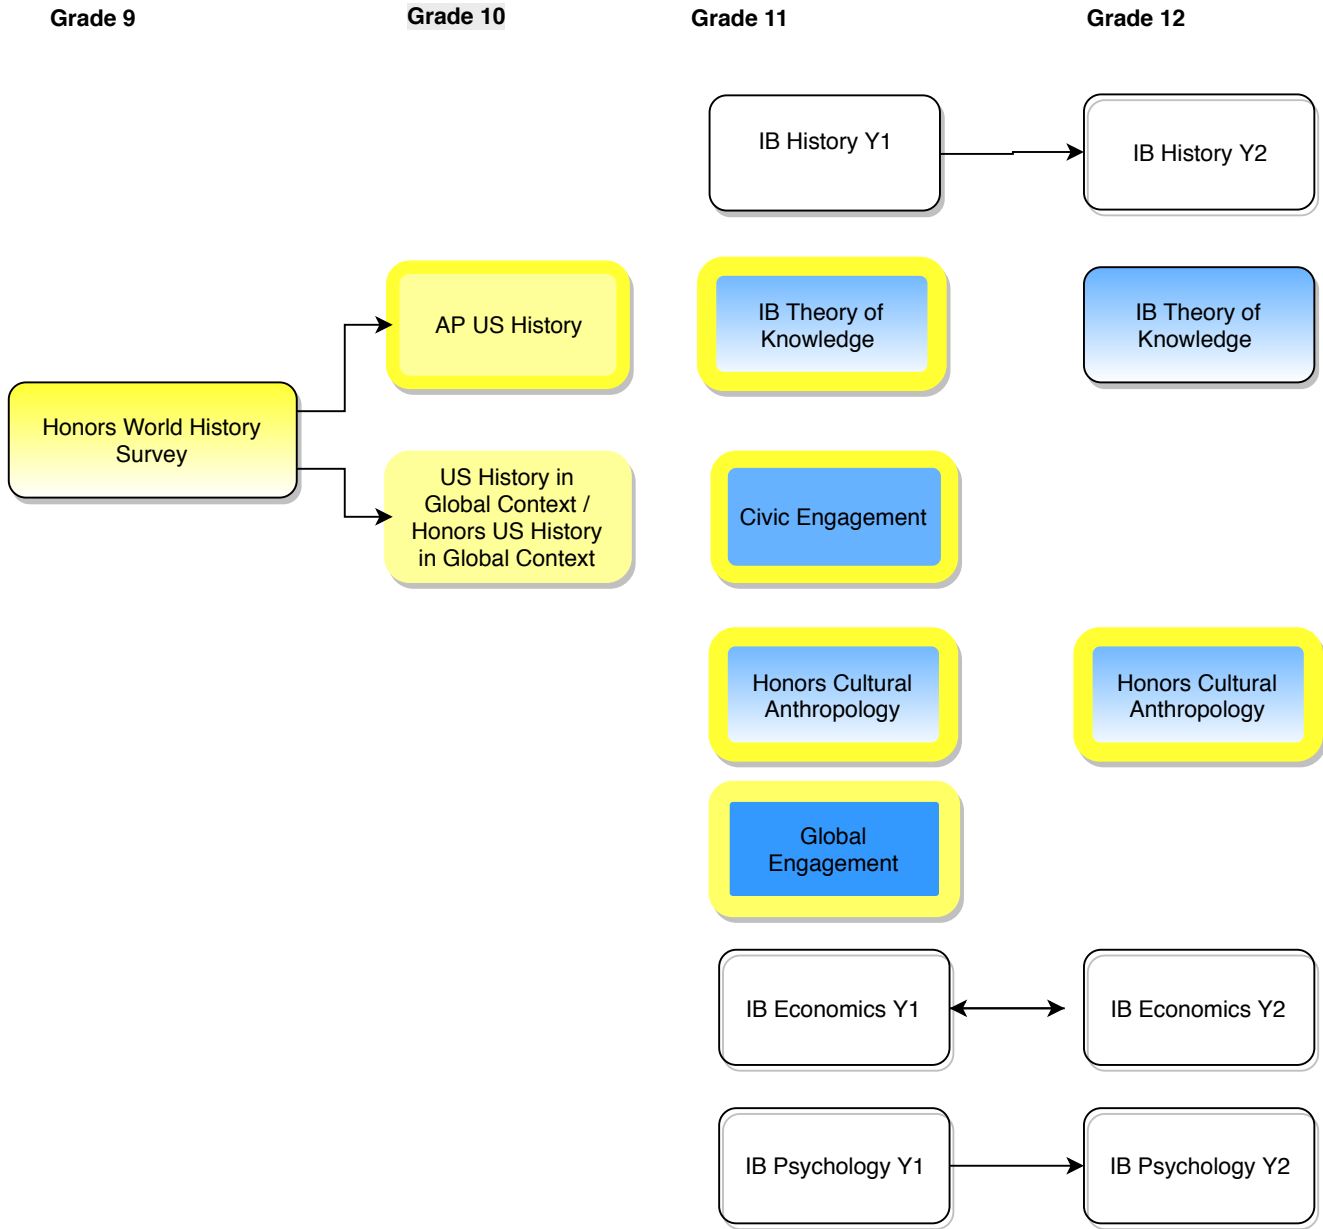 Grade 9
Grade 10
Grade 11
Grade 12
IB History Y1
IB History Y2
AP US History
IB Theory of
Knowledge
IB Theory of
Knowledge
Honors World History
Survey
US History in
Global Context /
Honors US History
in Global Context
Civic Engagement
Honors Cultural
Anthropology
Honors Cultural
Anthropology
Global
Engagement
IB Economics Y1
IB Economics Y2
IB Psychology Y1
IB Psychology Y2